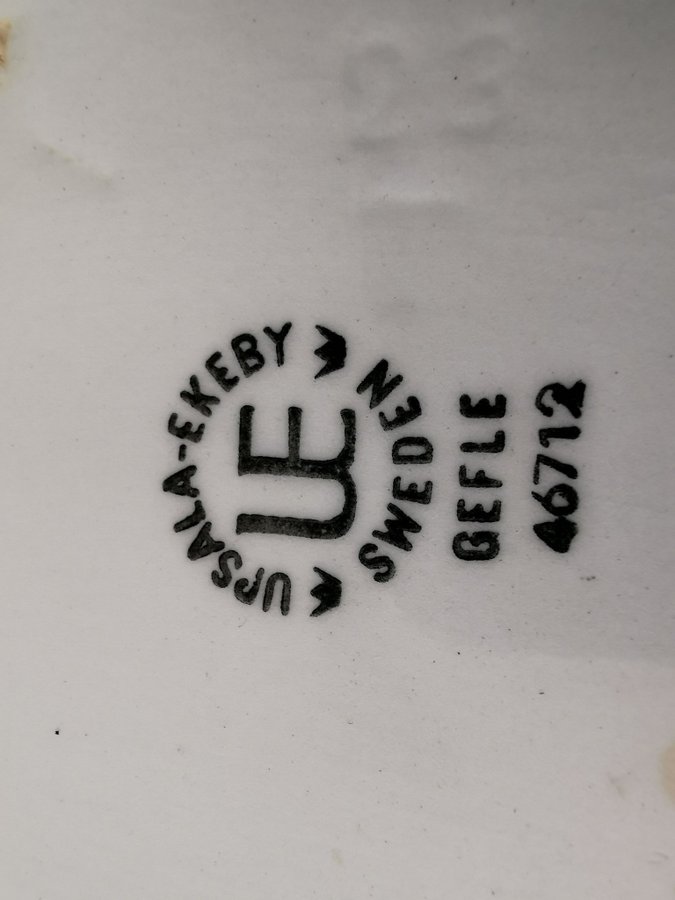 UPSALA-EKEBY
UE
SWEDEN
GEFLE
46712